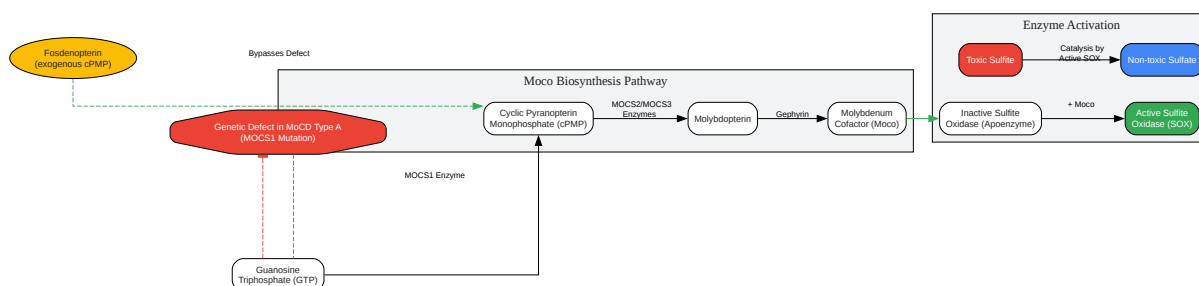 Enzyme Activation
Fosdenopterin
(exogenous cPMP)
Bypasses Defect
Toxic Sulfite
Catalysis by
Active SOX
Non-toxic Sulfate
Moco Biosynthesis Pathway
Genetic Defect in MoCD Type A
(MOCS1 Mutation)
Cyclic Pyranopterin
Monophosphate (cPMP)
MOCS2/MOCS3
Enzymes
Molybdopterin
Gephyrin
Molybdenum
Cofactor (Moco)
Inactive Sulfite
Oxidase (Apoenzyme)
+ Moco
Active Sulfite
Oxidase (SOX)
MOCS1 Enzyme
Guanosine
Triphosphate (GTP)